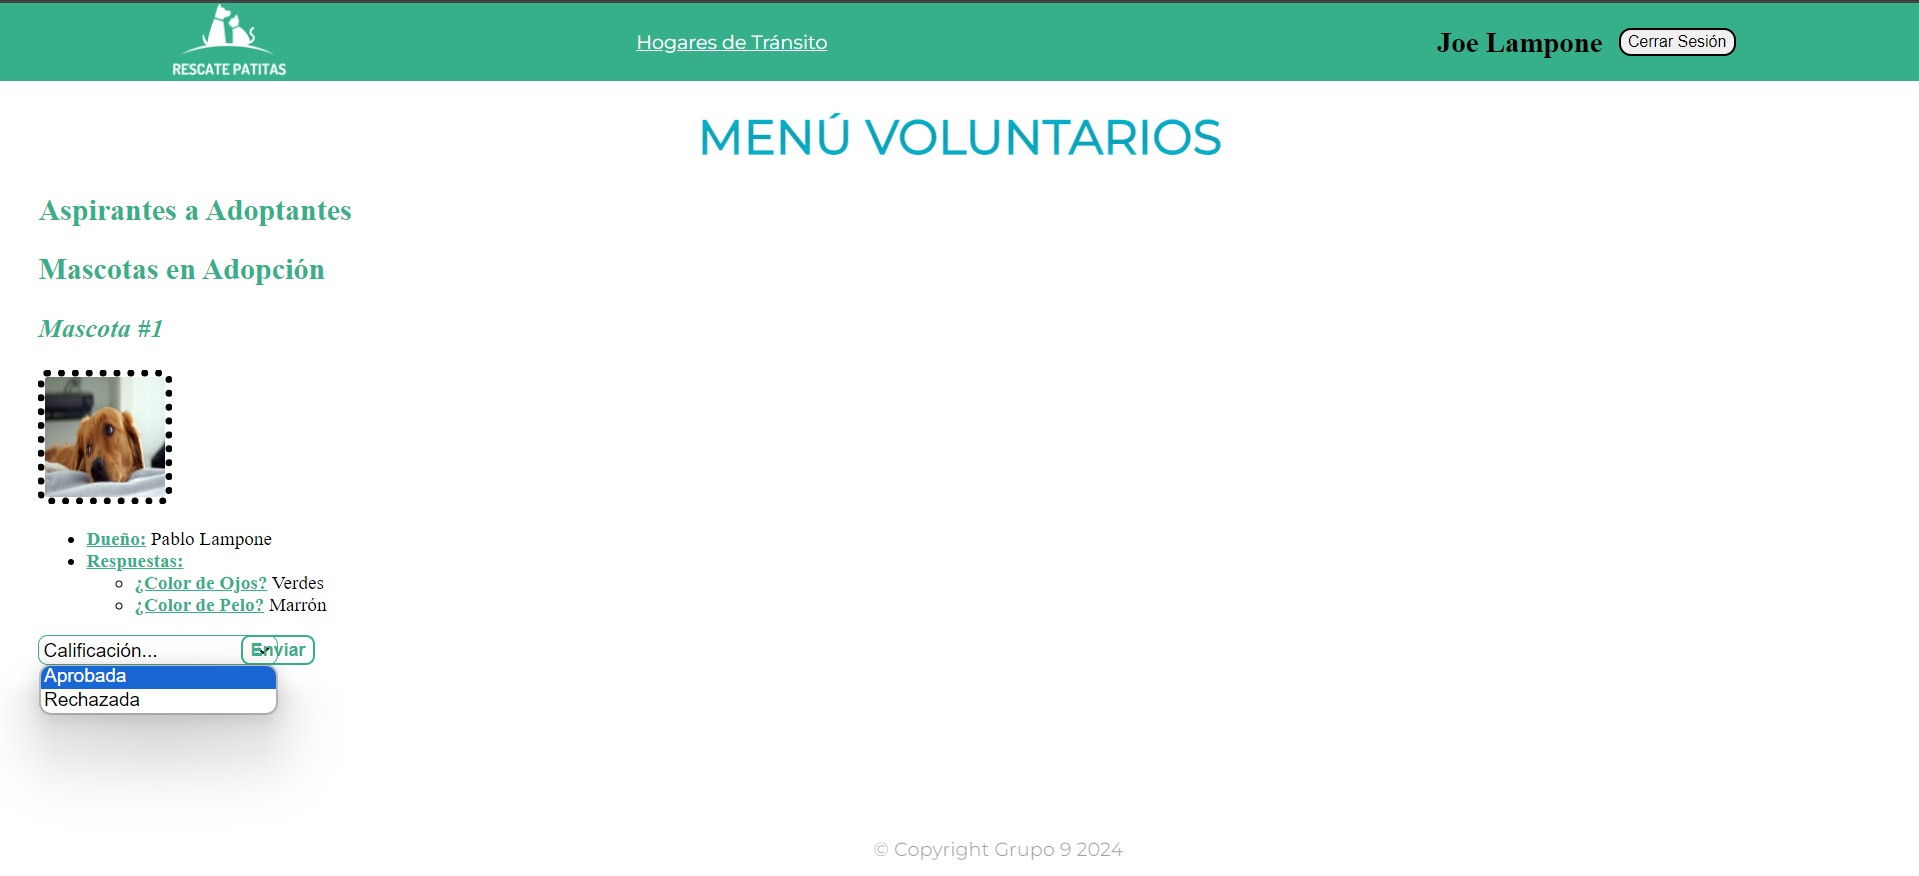 RESCATE PATITAS
Hogares de Tránsito
Joe Lampone
Cerrar Sesión
MENÚ VOLUNTARIOS
Aspirantes a Adoptantes
Mascotas en Adopción
Mascota #1
Dueño: Pablo Lampone
Respuestas:
¿Color de Ojos? Verdes
¿Color de Pelo? Marrón
Calificación...
Enviar
Aprobada
Rechazada
© Copyright Grupo 9 2024